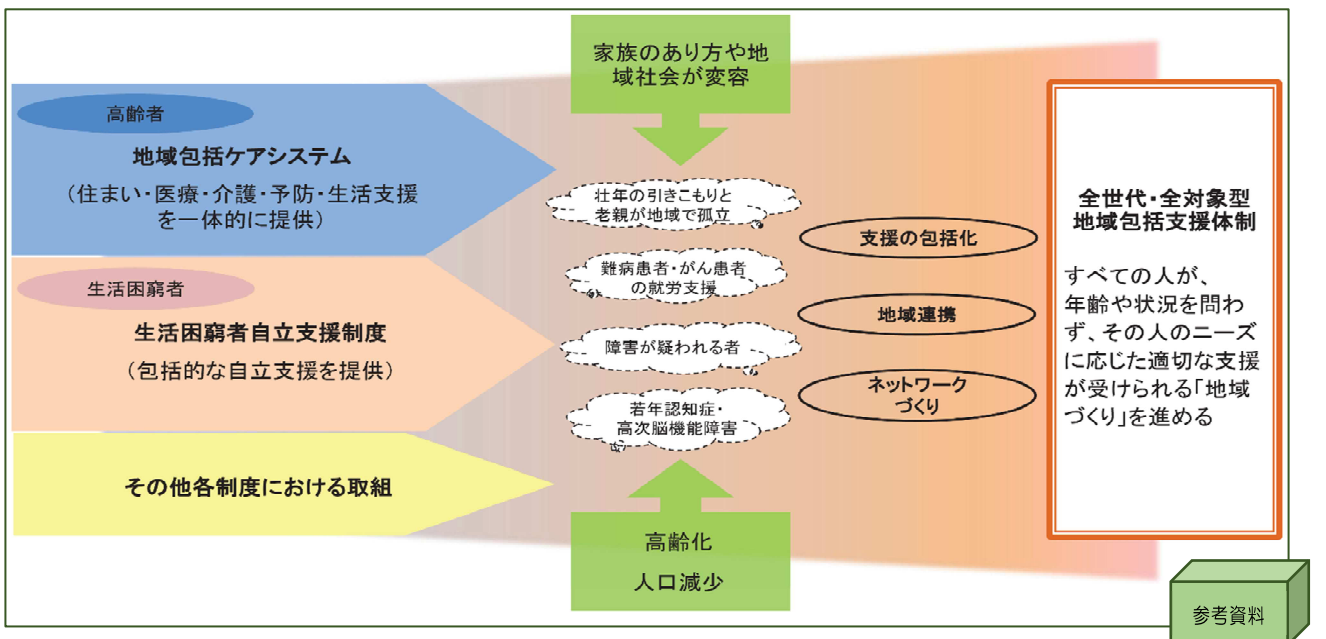 家族のあり方や地
域社会が変容
高齢者
地域包括ケアシステム
(住まい・医療・介護・予防・生活支援
を一体的に提供)
生活困窮者
生活困窮者自立支援制度
(包括的な自立支援を提供)
その他各制度における取組
壮年の引きこもりと
老親が地域で孤立
難病患者・がん患者
の就労支援
障害が疑われる者
若年認知症・
高次脳機能障害
高齢化
人口減少
支援の包括化
地域連携
ネットワーク
づくり
全世代・全対象型
地域包括支援体制
すべての人が、
年齢や状況を問わ
ず、その人のニーズ
に応じた適切な支援
が受けられる「地域
づくり」を進める
参考資料